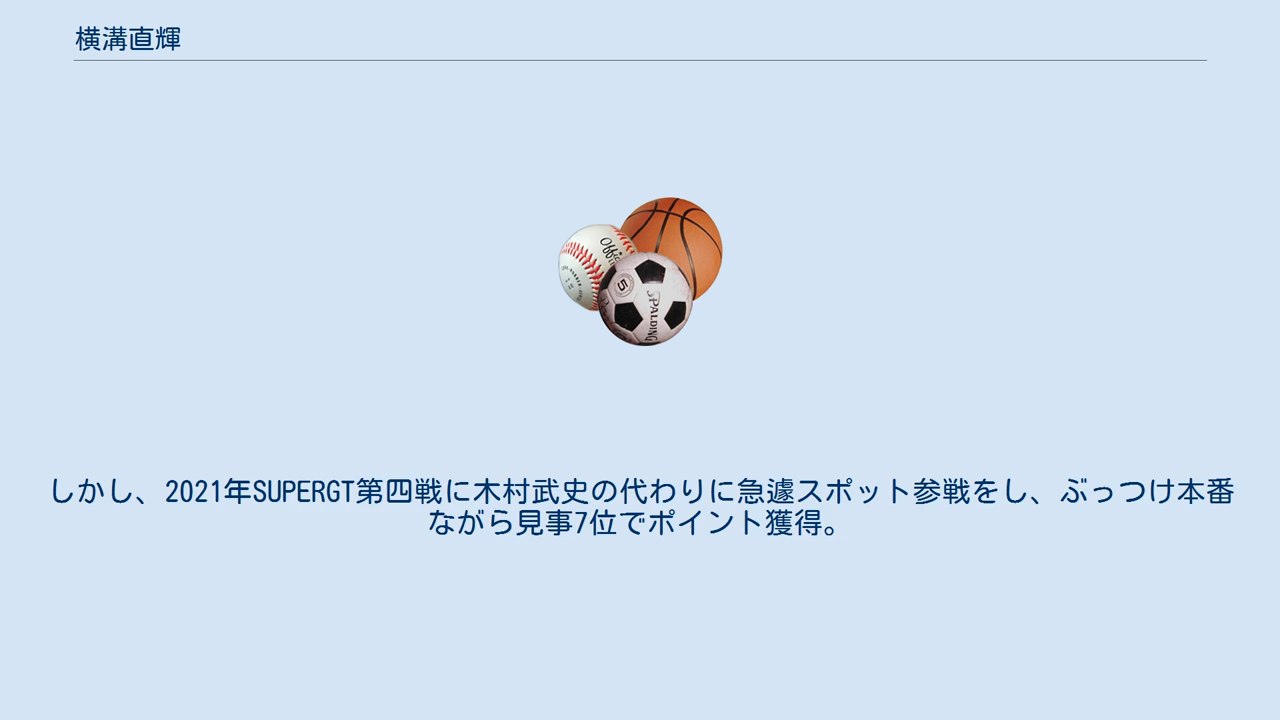 横溝直輝
Offic
5
SPALDING
しかし、2021年SUPERGT第四戦に木村武史の代わりに急遽スポット参戦をし、ぶっつけ本番
ながら見事7位でポイント獲得。